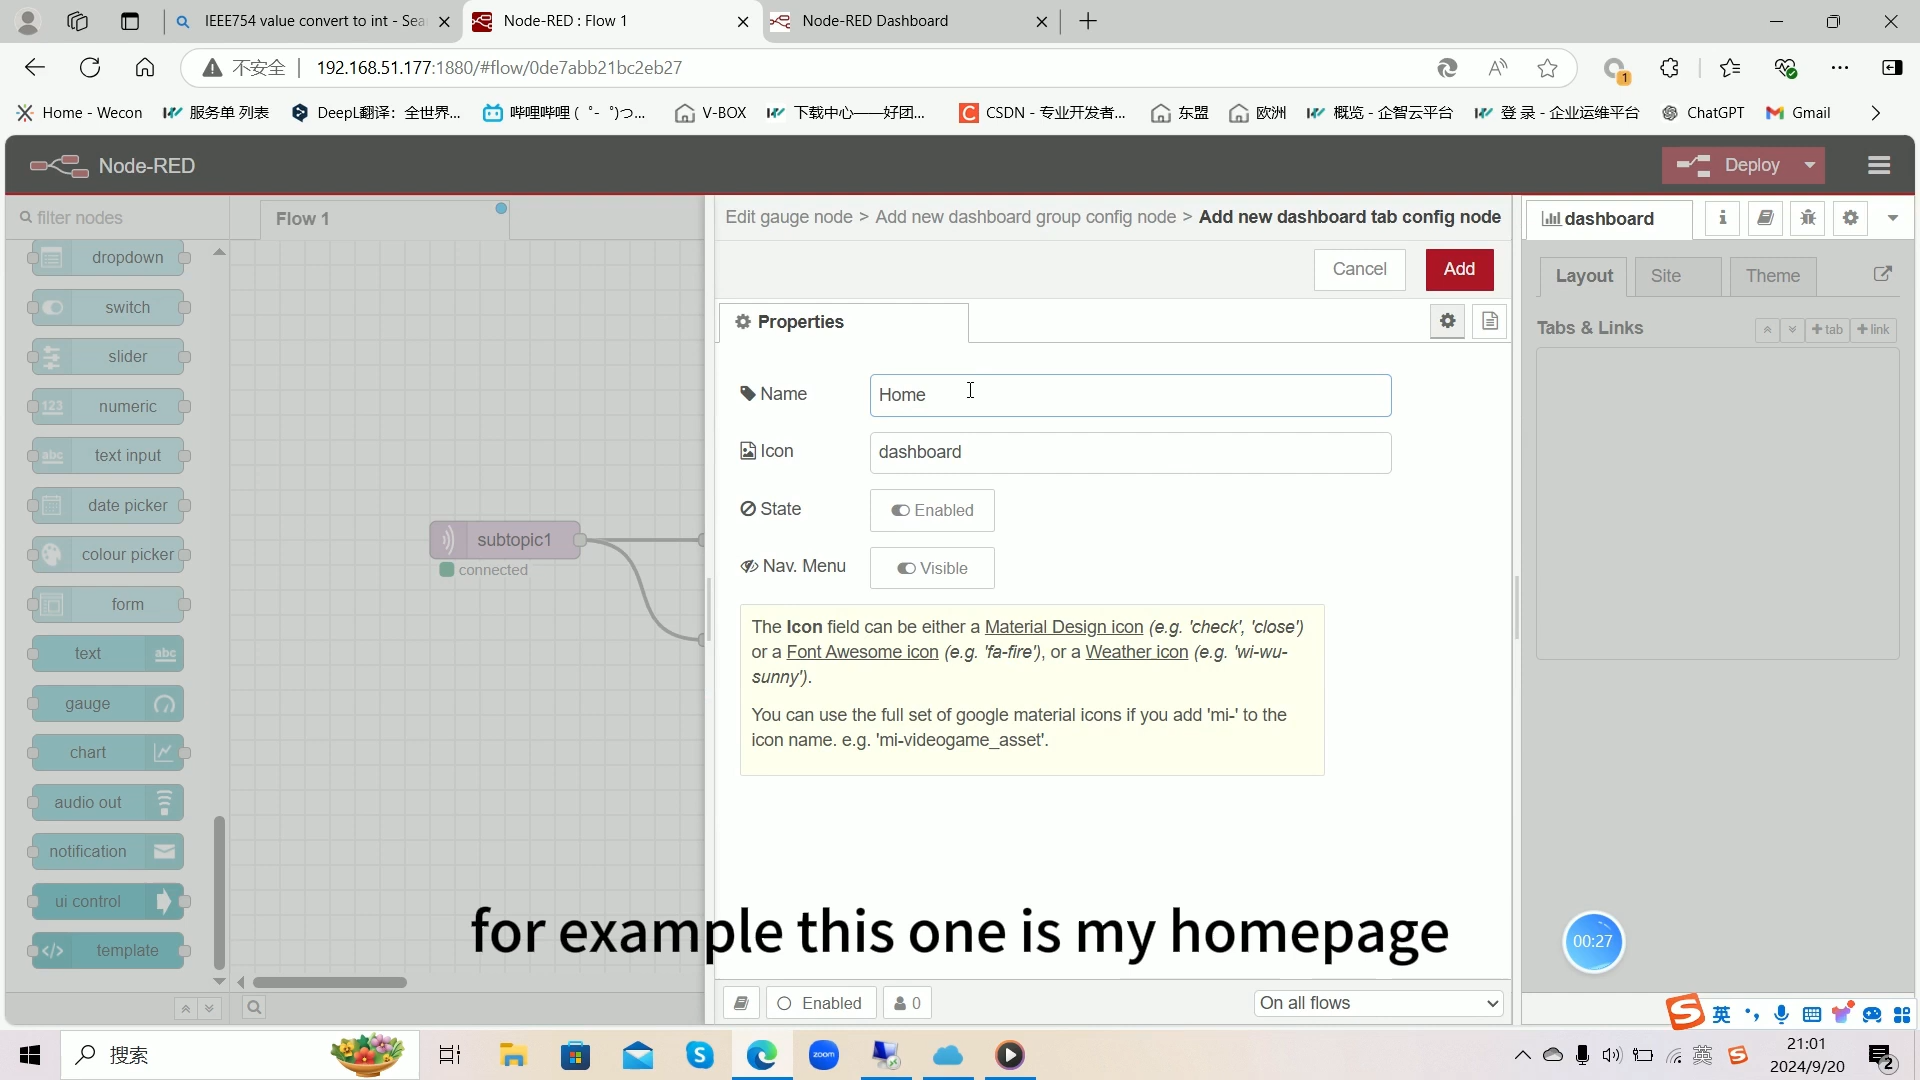 IEEE754 value convert to int - Sea
Node-RED : Flow 1
Node-RED Dashboard
不安全
192.168.51.177:1880/#flow/0de7abb21bc2eb27
1
Home - Wecon
服务单 列表
DeepL翻译：全世界...
哔哩哔哩 ( ゜- ゜)つ...
V-BOX
下载中心——好团...
CSDN - 专业开发者...
东盟
欧洲
概览 - 企智云平台
登 录 - 企业运维平台
ChatGPT
Gmail
Node-RED
Deploy
filter nodes
Flow 1
Edit gauge node > Add new dashboard group config node > Add new dashboard tab config node
dashboard
dropdown
switch
slider
123 numeric
abc text input
date picker
colour picker
form
text abc
gauge
chart
audio out
notification
ui control
template
subtopic1
connected
Cancel
Add
Properties
Name
Home
Icon
dashboard
State
Enabled
Nav. Menu
Visible
The Icon field can be either a Material Design icon (e.g. 'check', 'close')
or a Font Awesome icon (e.g. 'fa-fire'), or a Weather icon (e.g. 'wi-wu-
sunny').
You can use the full set of google material icons if you add 'mi-' to the
icon name. e.g. 'mi-videogame_asset'.
Layout
Site
Theme
Tabs & Links
+tab
+link
for example this one is my homepage
00:27
Enabled
0
On all flows
英
搜索
zoom
英
21:01
2024/9/20
2